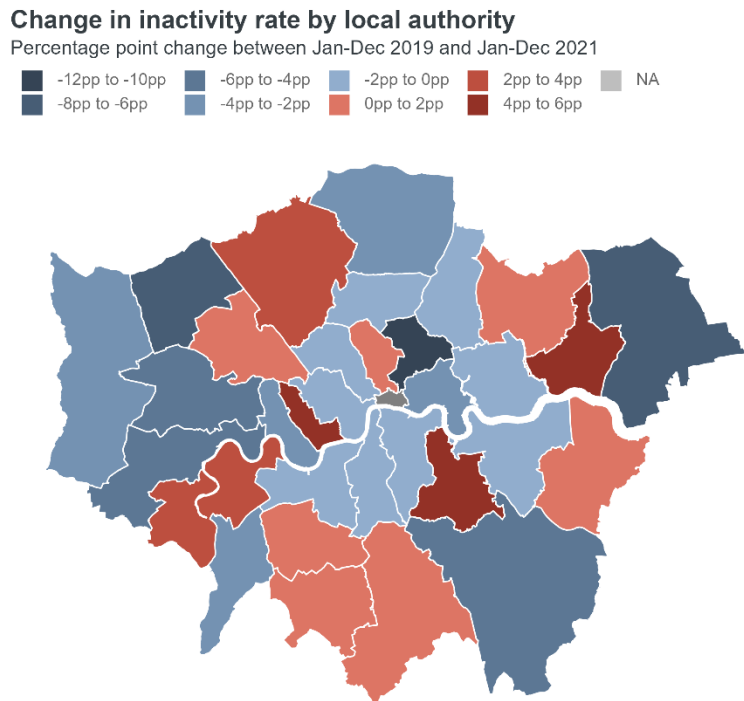 Change in inactivity rate by local authority
Percentage point change between Jan-Dec 2019 and Jan-Dec 2021
-12pp to -10pp -6pp to -4pp -2pp to 0pp 2pp to 4pp NA
-8pp to -6pp -4pp to -2pp 0pp to 2pp 4pp to 6pp